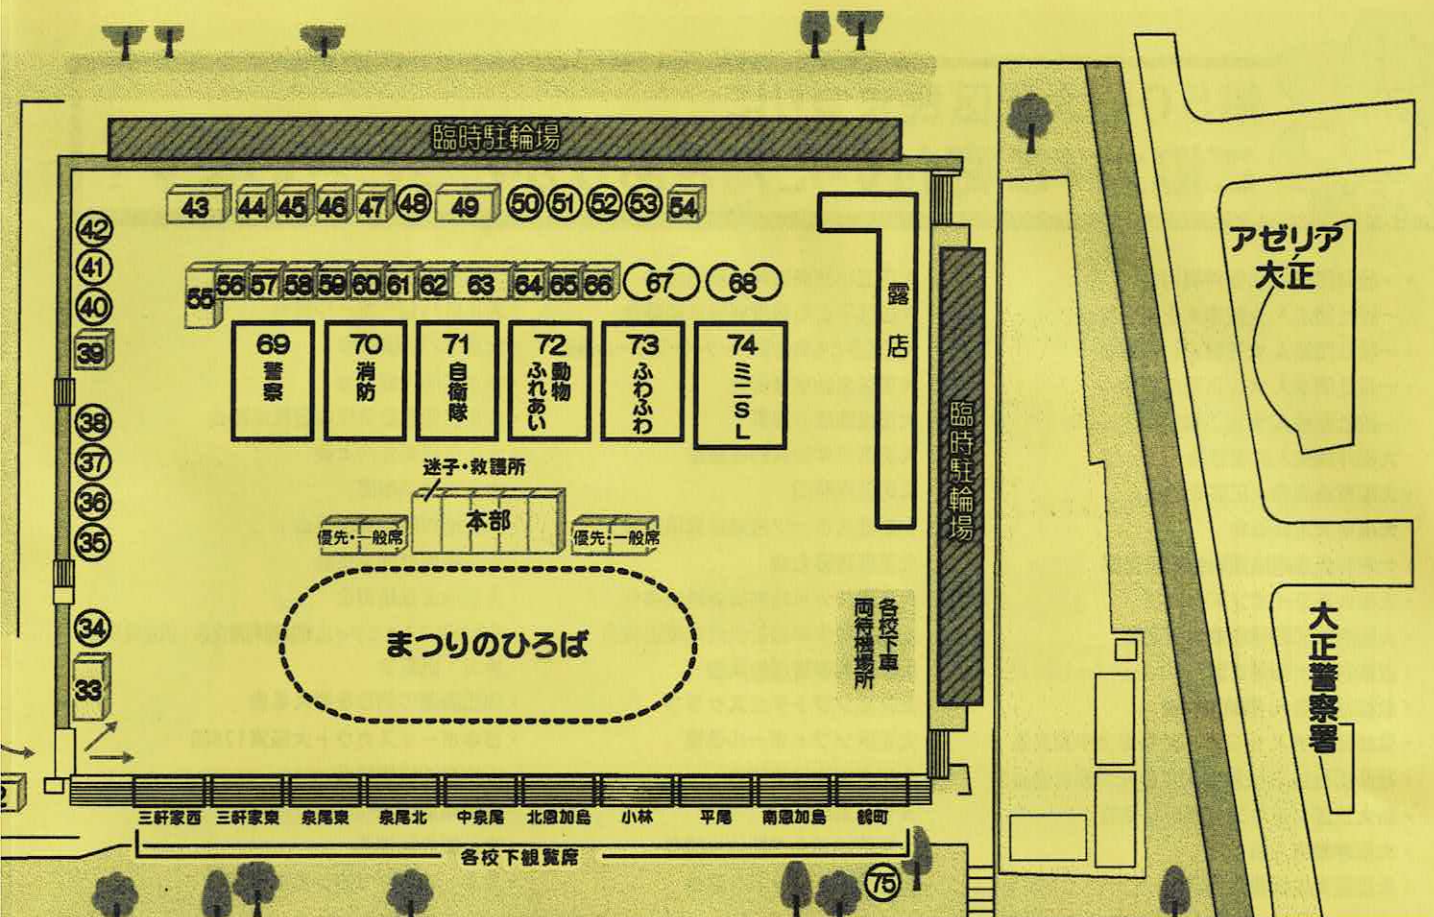 臨時駐輪場
43 44 45 46 47 48 49 50 51 52 53 54
42
41
40
39
38
37
36
35
34
33
55 56 57 58 59 60 61 62 63 64 65 66 67 68
露店
69 警察
70 消防
71 自衛隊
72 動物ふれあい
73 ふわふわ
74 ミニSL
迷子・救護所
本部
優先・一般席
優先・一般席
まつりのひろば
各校下車両待機場所
臨時駐輪場
アゼリア
大正
大正警察署
三軒家西 三軒家東 泉尾東 泉尾北 中泉尾 北恩加島 小林 平尾 南恩加島 鶴町
各校下観覧席
75